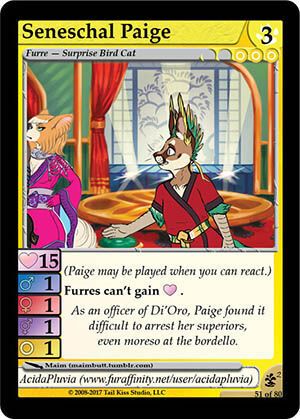 Seneschal Paige 3
Furre — Surprise Bird Cat
15
1
1
1
1
(Paige may be played when you can react.)
Furres can't gain .
As an officer of Di'Oro, Paige found it
difficult to arrest her superiors,
even moreso at the bordello.
Maim (maimbutt.tumblr.com)
AcidaPluvia (www.furaffinity.net/user/acidapluvia)
© 2008-2017 Tail Kiss Studio, LLC
51 of 80
2